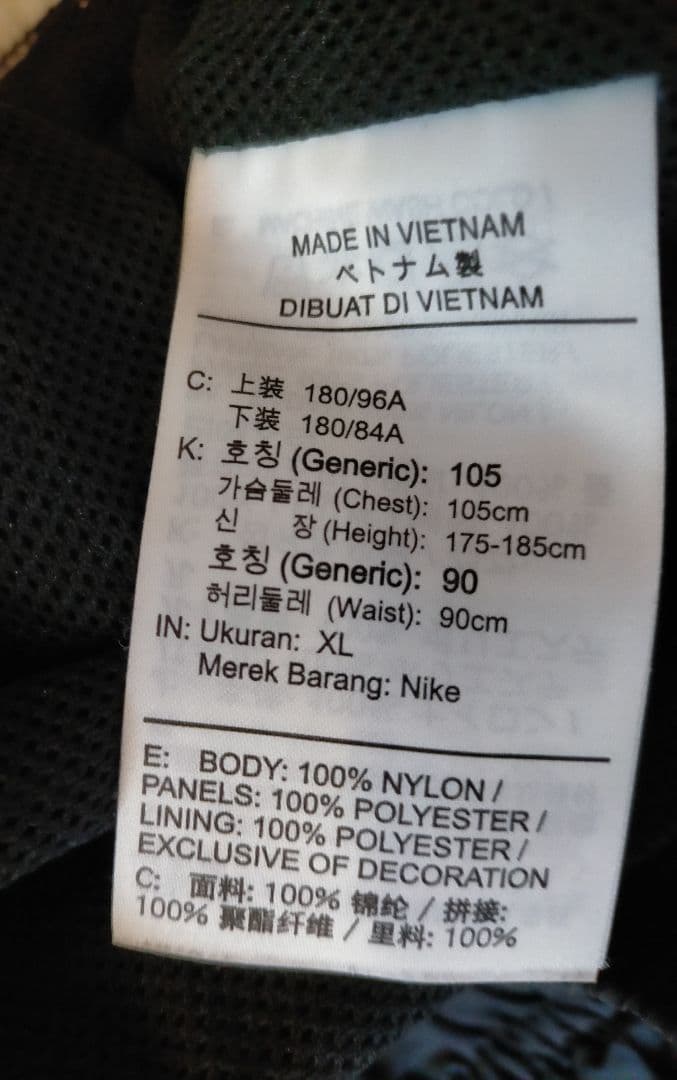 MADE IN VIETNAM
ベトナム製
DIBUAT DI VIETNAM
C: 上装 180/96A
下装 180/84A
K: 호칭 (Generic): 105
가슴둘레 (Chest): 105cm
신 장 (Height): 175-185cm
호칭 (Generic): 90
허리둘레 (Waist): 90cm
IN: Ukuran: XL
Merek Barang: Nike
E: BODY: 100% NYLON /
PANELS: 100% POLYESTER /
LINING: 100% POLYESTER /
EXCLUSIVE OF DECORATION
C: 面料: 100% 锦纶 / 拼接:
100% 聚酯纤维 / 里料: 100%